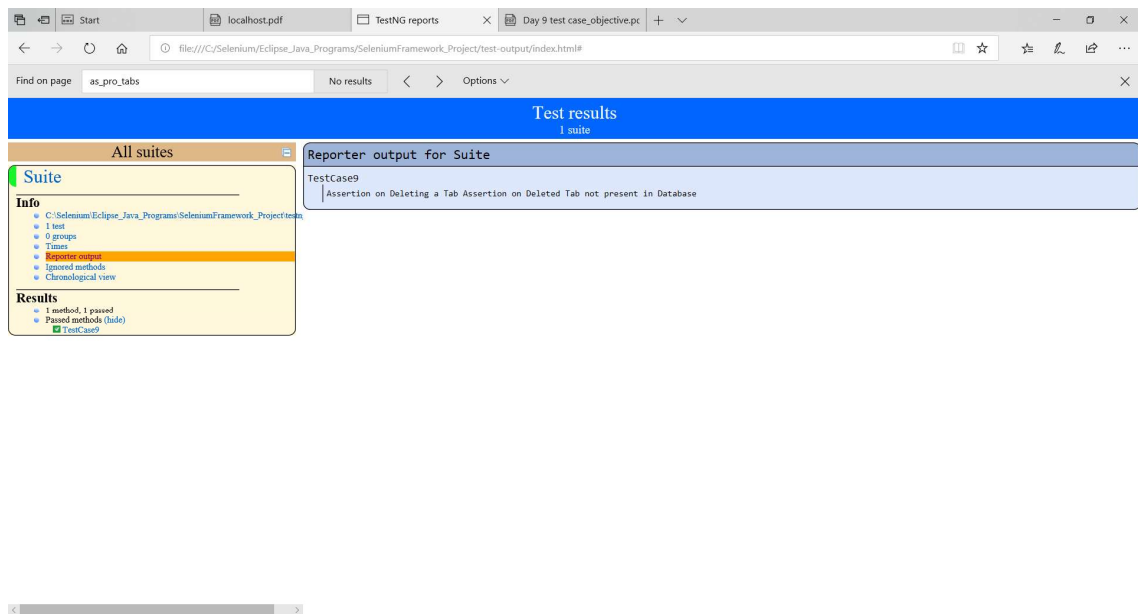 Start
localhost.pdf
TestNG reports
Day 9 test case_objective.pc
file:///C:/Selenium/Eclipse_Java_Programs/SeleniumFramework_Project/test-output/index.html#
Find on page as_pro_tabs No results Options
Test results
1 suite
All suites
Suite
Info
C:\Selenium\Eclipse_Java_Programs\SeleniumFramework_Project\testn
1 test
0 groups
Times
Reporter output
Ignored methods
Chronological view
Results
1 method, 1 passed
Passed methods (hide)
TestCase9
Reporter output for Suite
TestCase9
Assertion on Deleting a Tab Assertion on Deleted Tab not present in Database